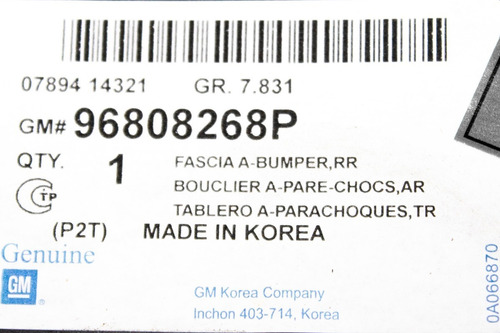 07894 14321 GR. 7.831
GM# 96808268P
QTY. 1 FASCIA A-BUMPER,RR
BOUCLIER A-PARE-CHOCS,AR
TP
TABLERO A-PARACHOQUES,TR
(P2T) MADE IN KOREA
Genuine
GM
GM Korea Company
Inchon 403-714, Korea
0A066870